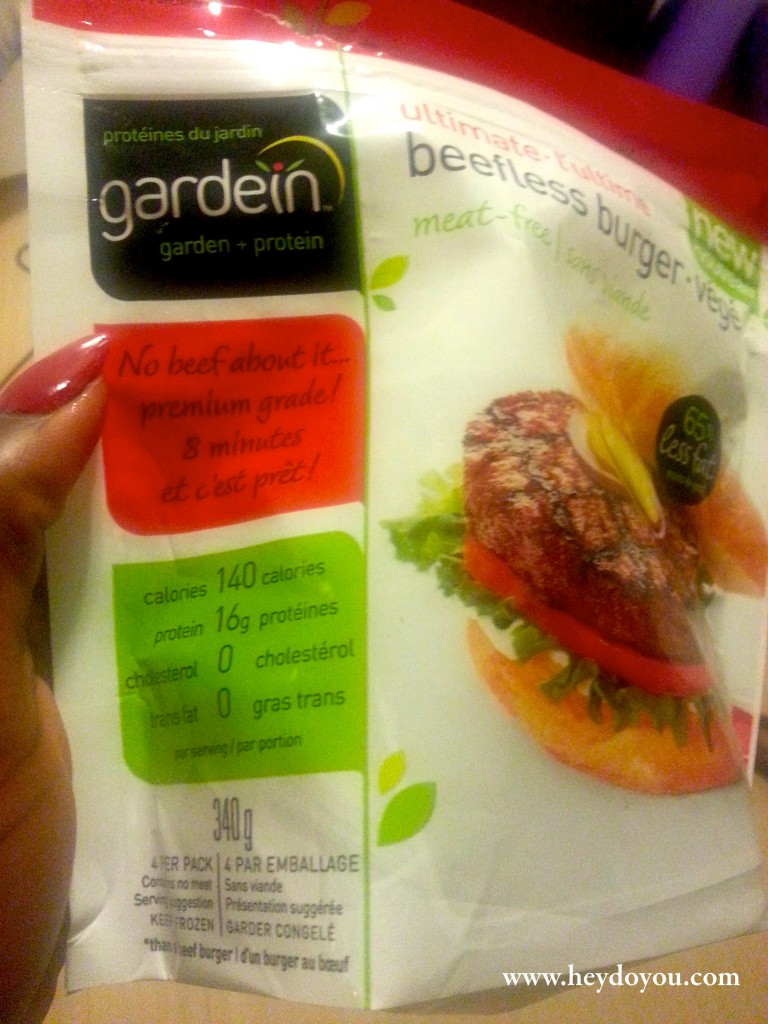 protéines du jardin
gardein™
garden + protein
ultimate · l'ultime
beefless burger · végé
meat-free | sans viande
new
No beef about it...
premium grade!
8 minutes
et c'est prêt!
65%
less fat
calories 140 calories
protein 16g protéines
cholesterol 0 cholestérol
trans fat 0 gras trans
per serving / par portion
340g
4 PER PACK | 4 PAR EMBALLAGE
Contains no meat | Sans viande
Serving suggestion | Présentation suggérée
KEEP FROZEN | GARDER CONGELÉ
*than beef burger | d'un burger au bœuf
www.heydoyou.com